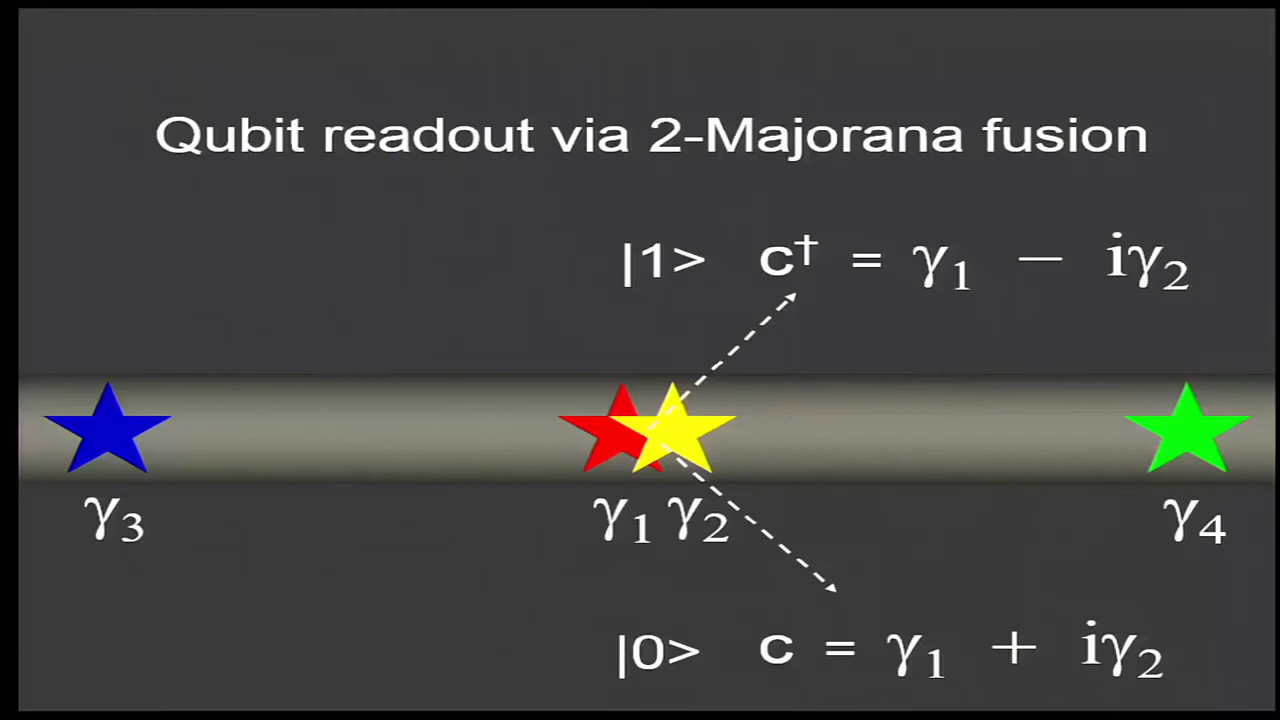 Qubit readout via 2-Majorana fusion
|1> c† = γ₁ − iγ₂
γ₃ γ₁ γ₂ γ₄
|0> c = γ₁ + iγ₂